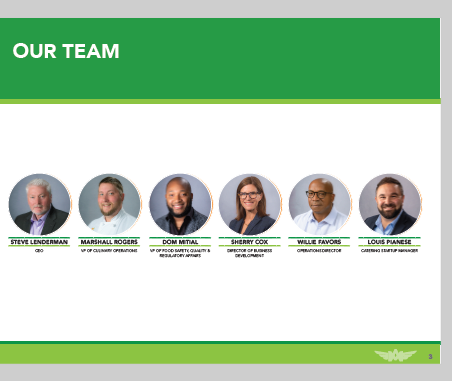 OUR TEAM
STEVE LENDERMAN
CEO
MARSHALL ROGERS
VP OF CULINARY OPERATIONS
DOM MITIAL
VP OF FOOD SAFETY, QUALITY &
REGULATORY AFFAIRS
SHERRY COX
DIRECTOR OF BUSINESS
DEVELOPMENT
WILLIE FAVORS
OPERATIONS DIRECTOR
LOUIS PIANESE
CATERING STARTUP MANAGER
3